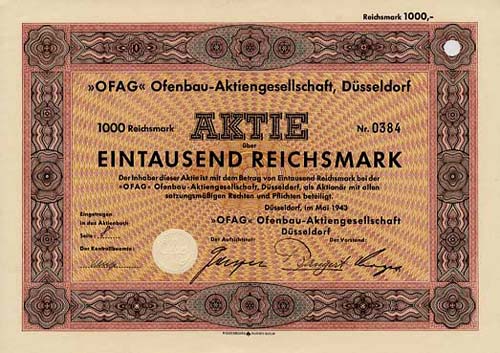 Reichsmark 1000,-
»OFAG« Ofenbau-Aktiengesellschaft, Düsseldorf
1000 Reichsmark AKTIE Nr. 0384
über
EINTAUSEND REICHSMARK
Der Inhaber dieser Aktie ist mit dem Betrag von Eintausend Reichsmark bei der
»OFAG« Ofenbau-Aktiengesellschaft, Düsseldorf, als Aktionär mit allen
satzungsmäßigen Rechten und Pflichten beteiligt.
Düsseldorf, im Mai 1943
Eingetragen
in das Aktienbuch
Seite:
Der Kontrollbeamte:
»OFAG« Ofenbau-Aktiengesellschaft
Düsseldorf
Der Aufsichtsrat: Der Vorstand: